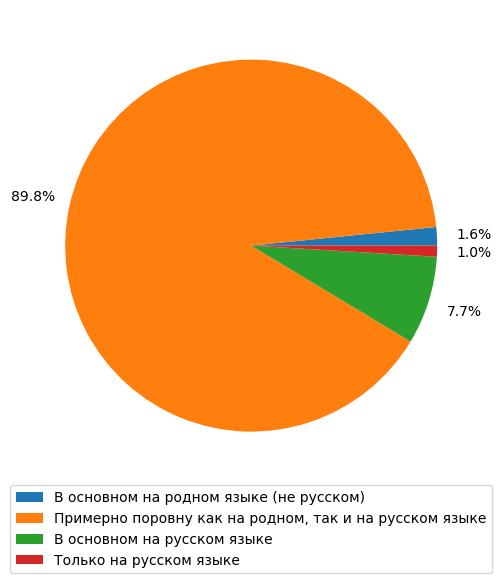 89.8%
1.6%
1.0%
7.7%
В основном на родном языке (не русском)
Примерно поровну как на родном, так и на русском языке
В основном на русском языке
Только на русском языке